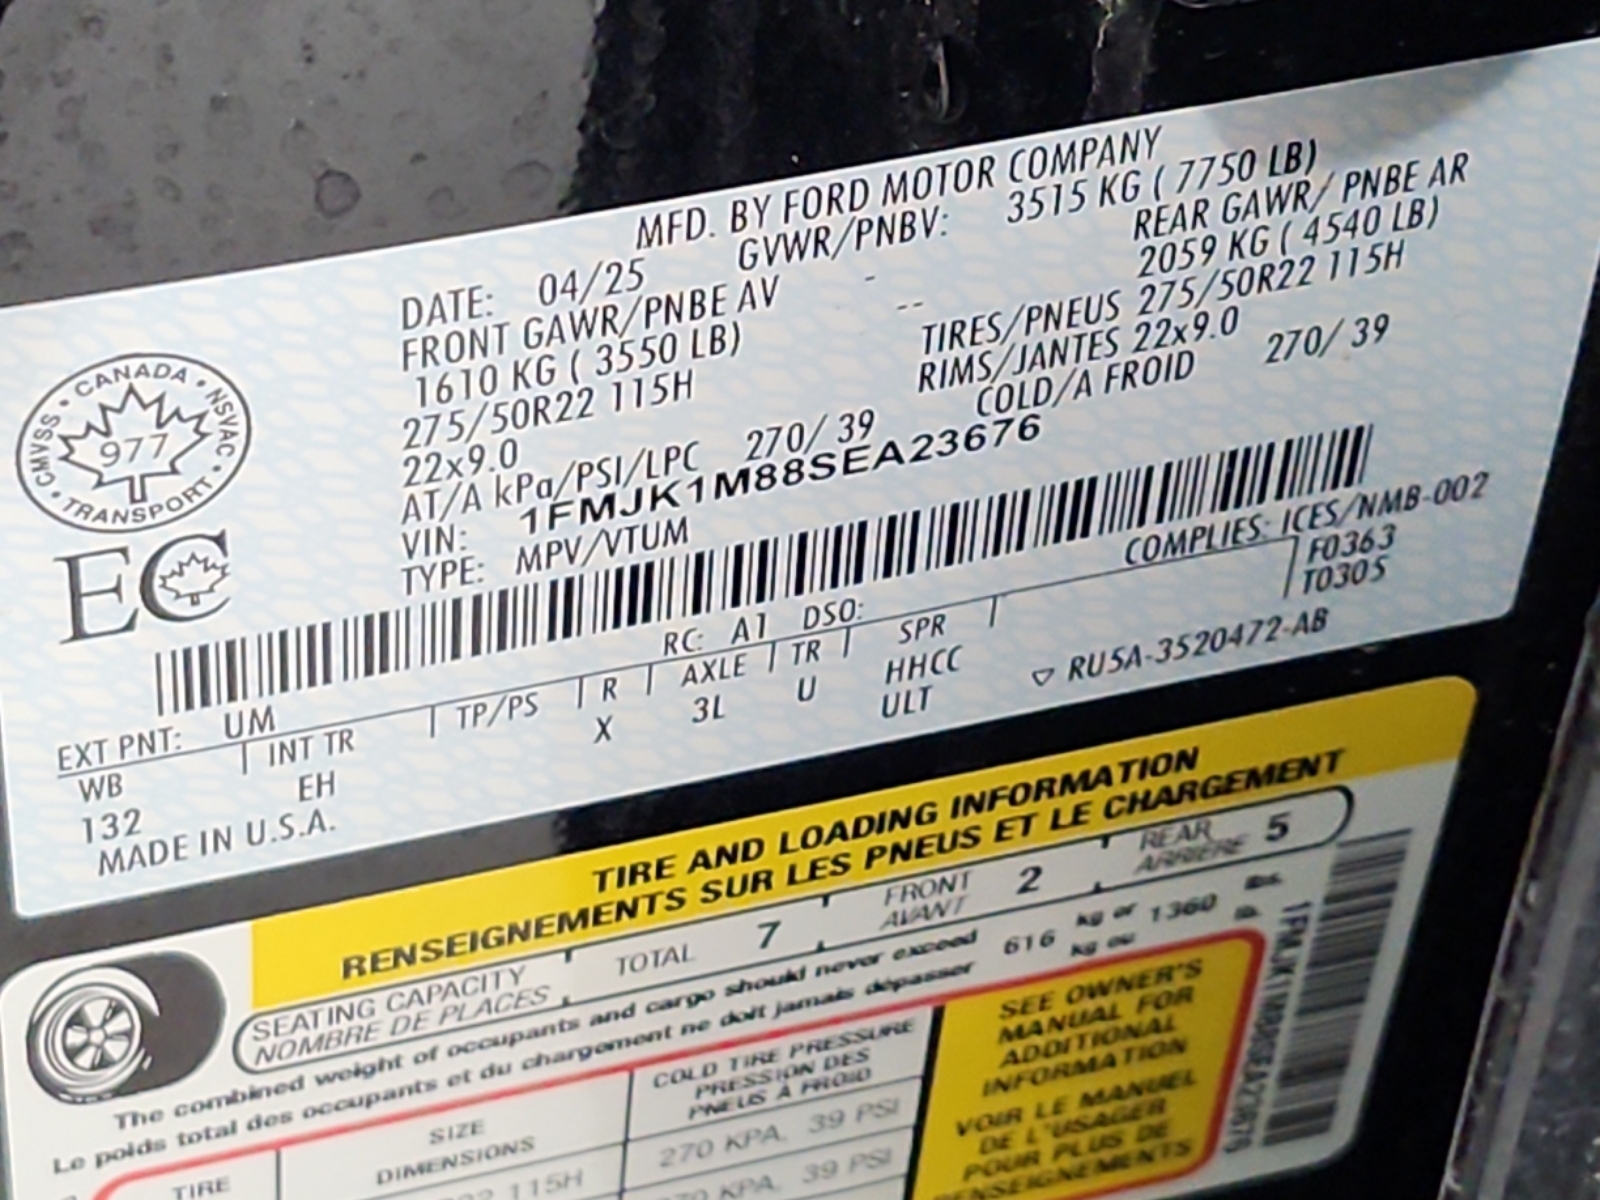 MFD. BY FORD MOTOR COMPANY
DATE: 04/25 GVWR/PNBV: 3515 KG ( 7750 LB)
FRONT GAWR/PNBE AV - REAR GAWR/ PNBE AR
1610 KG ( 3550 LB) -- 2059 KG ( 4540 LB)
275/50R22 115H TIRES/PNEUS 275/50R22 115H
22x9.0 RIMS/JANTES 22x9.0
AT/A kPa/PSI/LPC 270/ 39 COLD/A FROID 270/ 39
VIN: 1FMJK1M88SEA23676
TYPE: MPV/VTUM
CMVSS • CANADA • NSVAC • TRANSPORT •
977
EC
COMPLIES: ICES/NMB-002
F0363
T0305
EXT PNT: UM RC: A1 DSO:
WB INT TR TP/PS R AXLE TR SPR
132 EH X 3L U HHCC
ULT
MADE IN U.S.A.
RU5A-3520472-AB
TIRE AND LOADING INFORMATION
RENSEIGNEMENTS SUR LES PNEUS ET LE CHARGEMENT
SEATING CAPACITY TOTAL 7 FRONT 2 REAR 5
NOMBRE DE PLACES AVANT ARRIÈRE
The combined weight of occupants and cargo should never exceed 616 kg or 1360 lbs.
Le poids total des occupants et du chargement ne doit jamais dépasser kg ou lb.
TIRE
SIZE
DIMENSIONS
COLD TIRE PRESSURE
PRESSION DES
PNEUS À FROID
270 KPA, 39 PSI
115H KPA, 39 PSI
SEE OWNER'S
MANUAL FOR
ADDITIONAL
INFORMATION
VOIR LE MANUEL
DE L'USAGER
POUR PLUS DE
RENSEIGNEMENTS
1FMJK1M88SEA23676